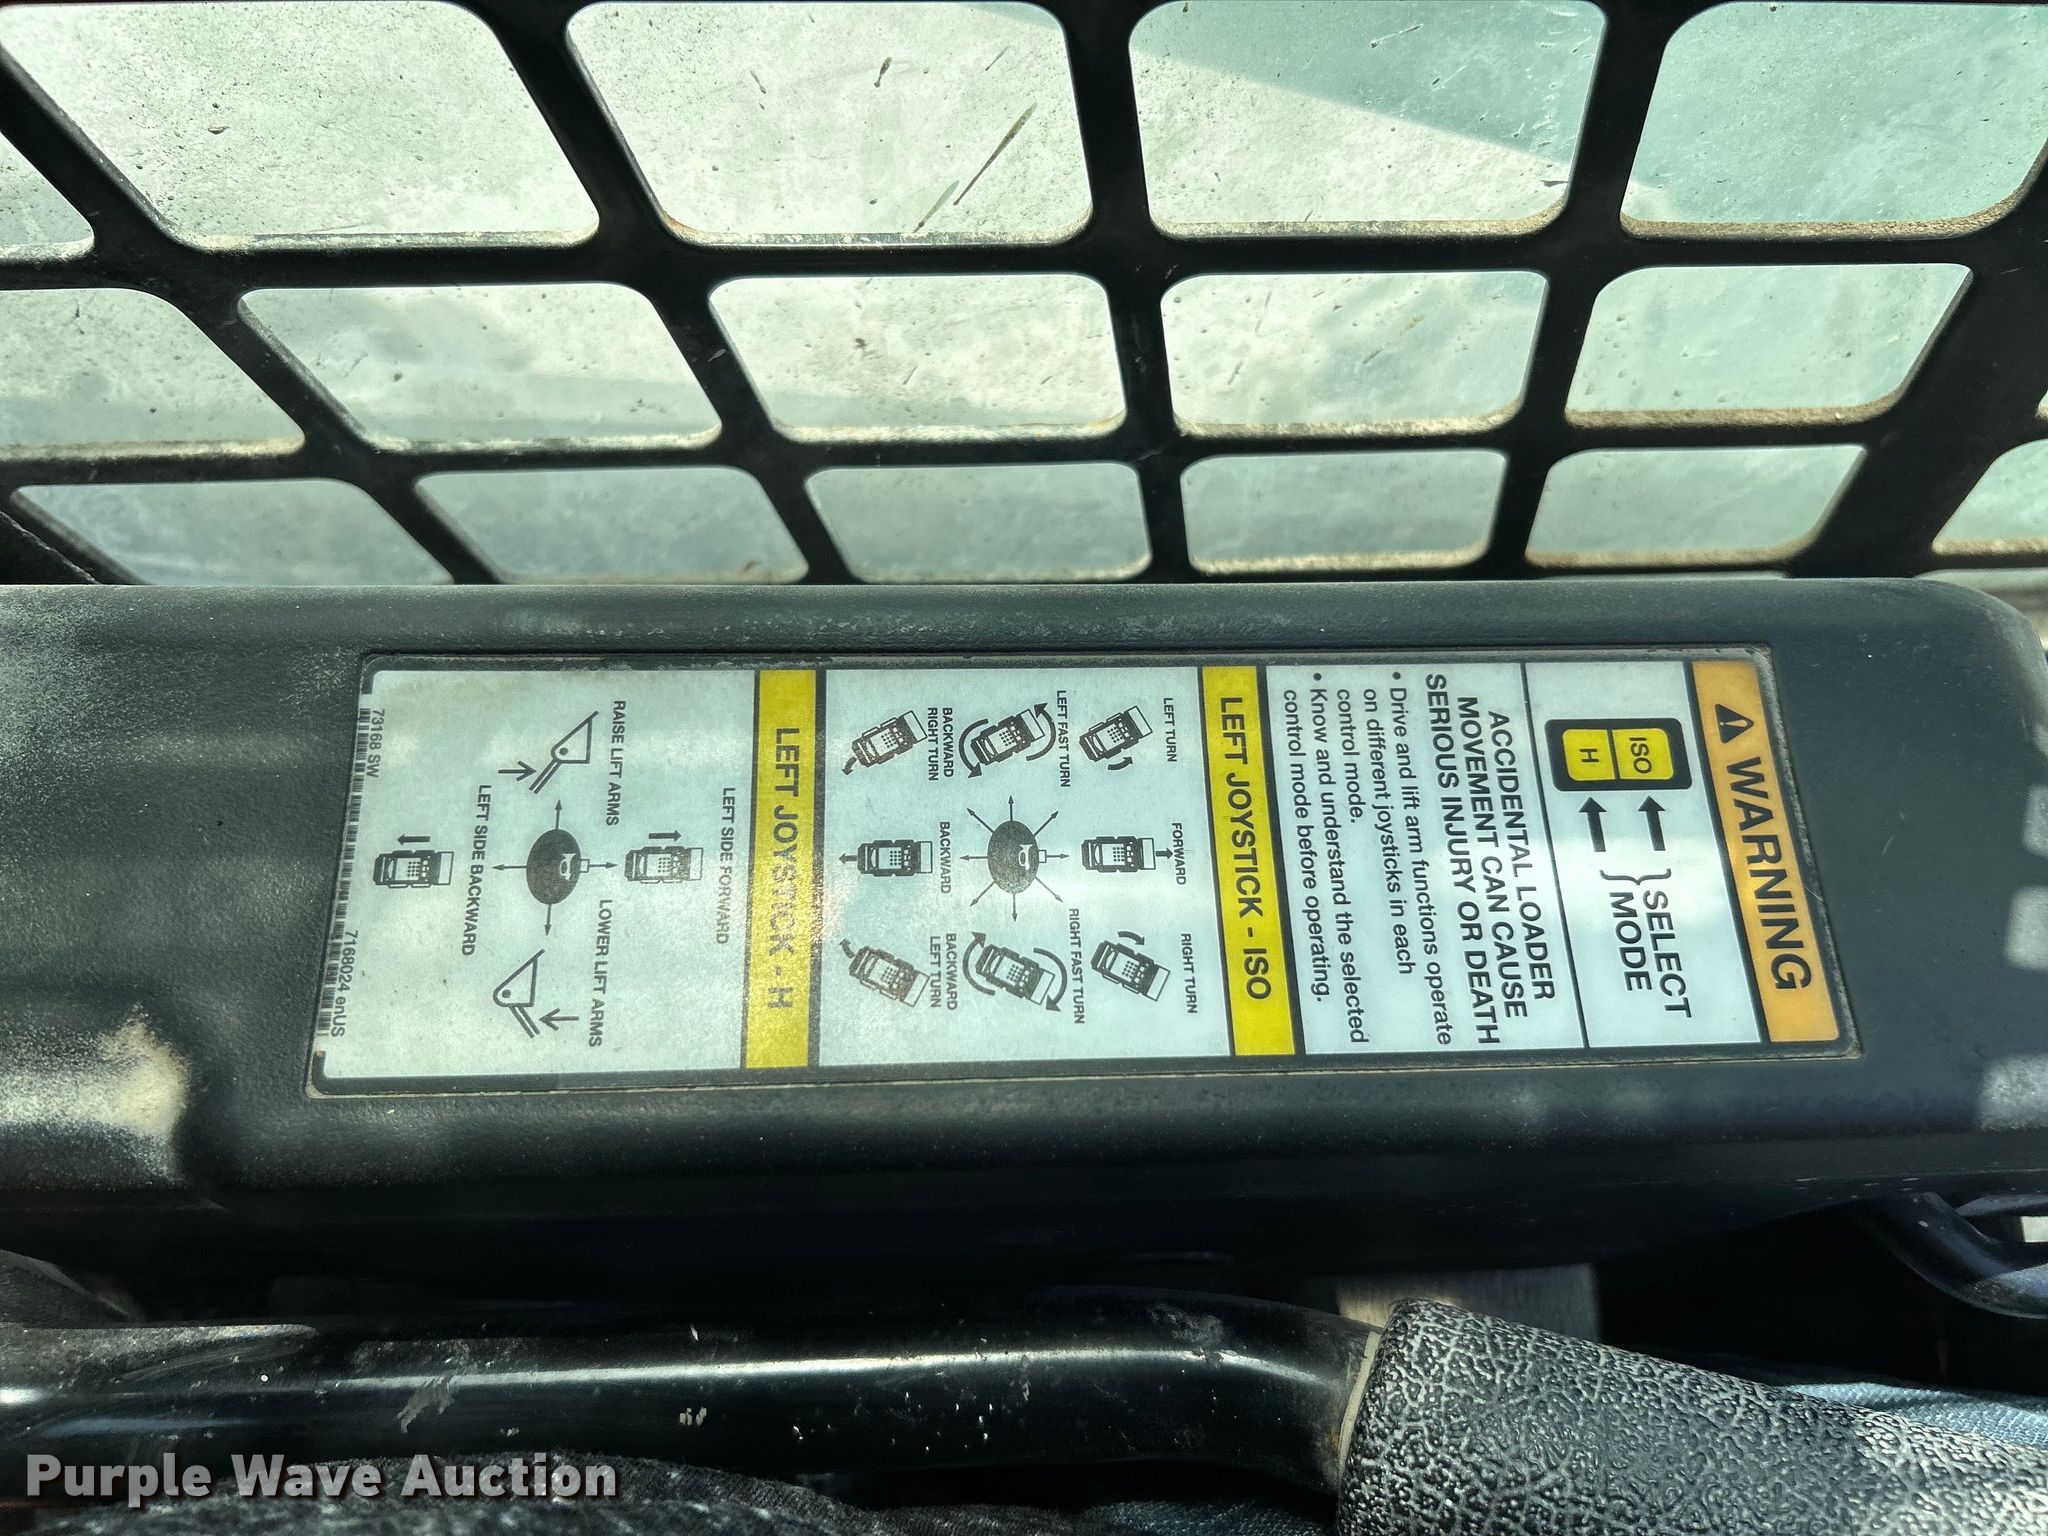 WARNING
ISO
H
SELECT
MODE
ACCIDENTAL LOADER
MOVEMENT CAN CAUSE
SERIOUS INJURY OR DEATH
• Drive and lift arm functions operate
on different joysticks in each
control mode.
• Know and understand the selected
control mode before operating.
LEFT JOYSTICK - ISO
LEFT TURN
FORWARD
RIGHT TURN
LEFT FAST TURN
RIGHT FAST TURN
BACKWARD
RIGHT TURN
BACKWARD
BACKWARD
LEFT TURN
LEFT JOYSTICK - H
LEFT SIDE FORWARD
RAISE LIFT ARMS
LOWER LIFT ARMS
LEFT SIDE BACKWARD
73168 SW
7168024 enUS
Purple Wave Auction